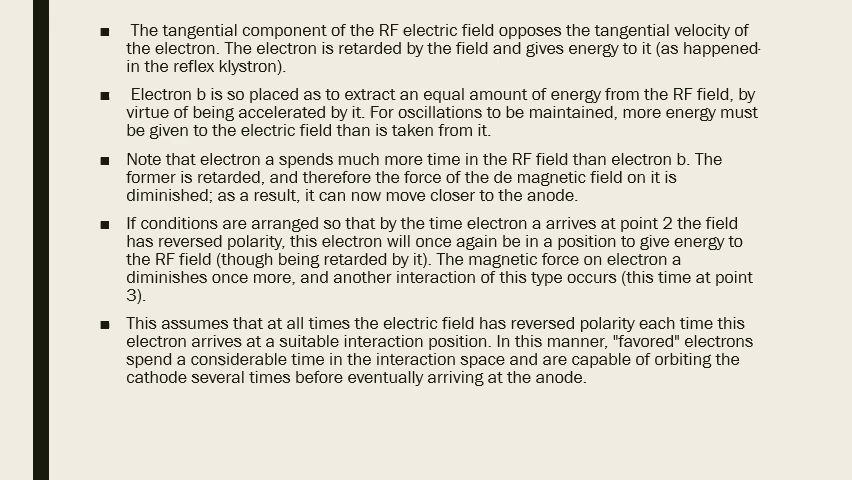 ■ The tangential component of the RF electric field opposes the tangential velocity of
the electron. The electron is retarded by the field and gives energy to it (as happened-
in the reflex klystron).
■ Electron b is so placed as to extract an equal amount of energy from the RF field, by
virtue of being accelerated by it. For oscillations to be maintained, more energy must
be given to the electric field than is taken from it.
■ Note that electron a spends much more time in the RF field than electron b. The
former is retarded, and therefore the force of the de magnetic field on it is
diminished; as a result, it can now move closer to the anode.
■ If conditions are arranged so that by the time electron a arrives at point 2 the field
has reversed polarity, this electron will once again be in a position to give energy to
the RF field (though being retarded by it). The magnetic force on electron a
diminishes once more, and another interaction of this type occurs (this time at point
3).
■ This assumes that at all times the electric field has reversed polarity each time this
electron arrives at a suitable interaction position. In this manner, "favored" electrons
spend a considerable time in the interaction space and are capable of orbiting the
cathode several times before eventually arriving at the anode.